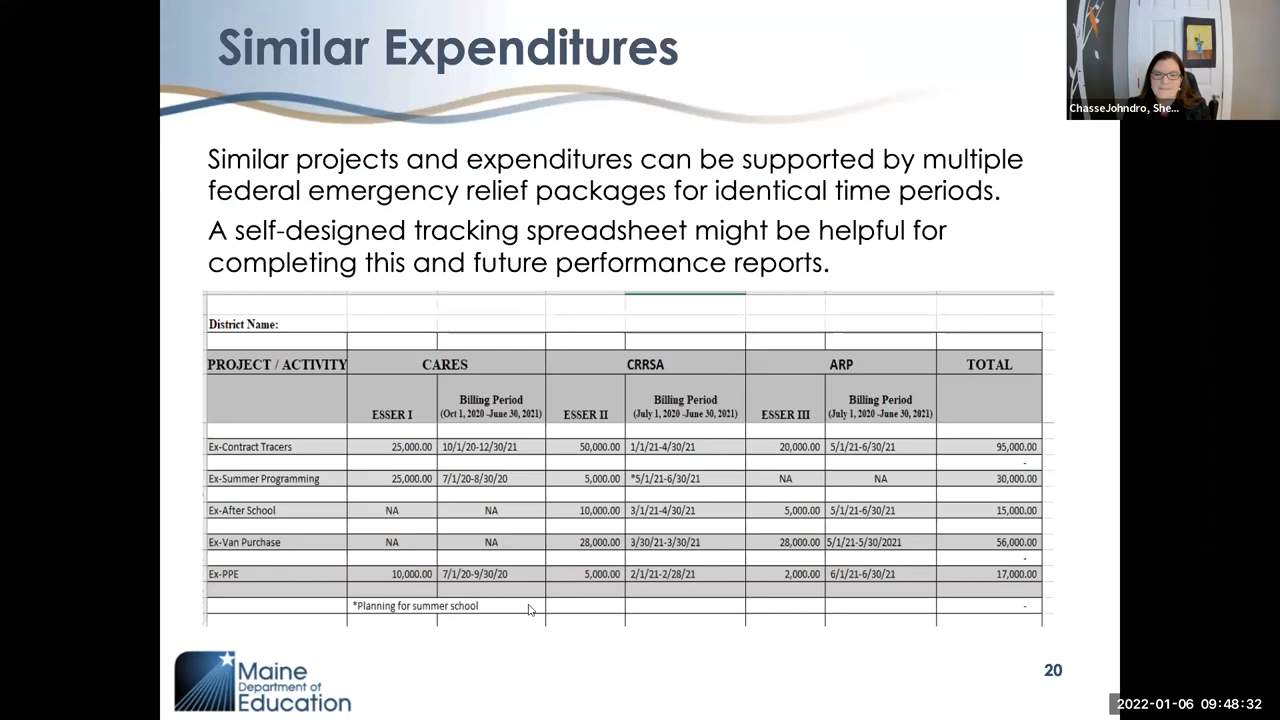 Similar Expenditures
ChasseJohndro, She...
Similar projects and expenditures can be supported by multiple
federal emergency relief packages for identical time periods.
A self-designed tracking spreadsheet might be helpful for
completing this and future performance reports.
District Name:
PROJECT / ACTIVITY CARES CRRSA ARP TOTAL
Billing Period Billing Period Billing Period
ESSER I (Oct 1, 2020 -June 30, 2021) ESSER II (July 1, 2020 -June 30, 2021) ESSER III (July 1, 2020 -June 30, 2021)
Ex-Contract Tracers 25,000.00 10/1/20-12/30/21 50,000.00 1/1/21-4/30/21 20,000.00 5/1/21-6/30/21 95,000.00
-
Ex-Summer Programming 25,000.00 7/1/20-8/30/20 5,000.00 *5/1/21-6/30/21 NA NA 30,000.00
Ex-After School NA NA 10,000.00 3/1/21-4/30/21 5,000.00 5/1/21-6/30/21 15,000.00
Ex-Van Purchase NA NA 28,000.00 3/30/21-3/30/21 28,000.00 5/1/21-5/30/2021 56,000.00
-
Ex-PPE 10,000.00 7/1/20-9/30/20 5,000.00 2/1/21-2/28/21 2,000.00 6/1/21-6/30/21 17,000.00
*Planning for summer school -
Maine
Department of
Education
20
2022-01-06 09:48:32